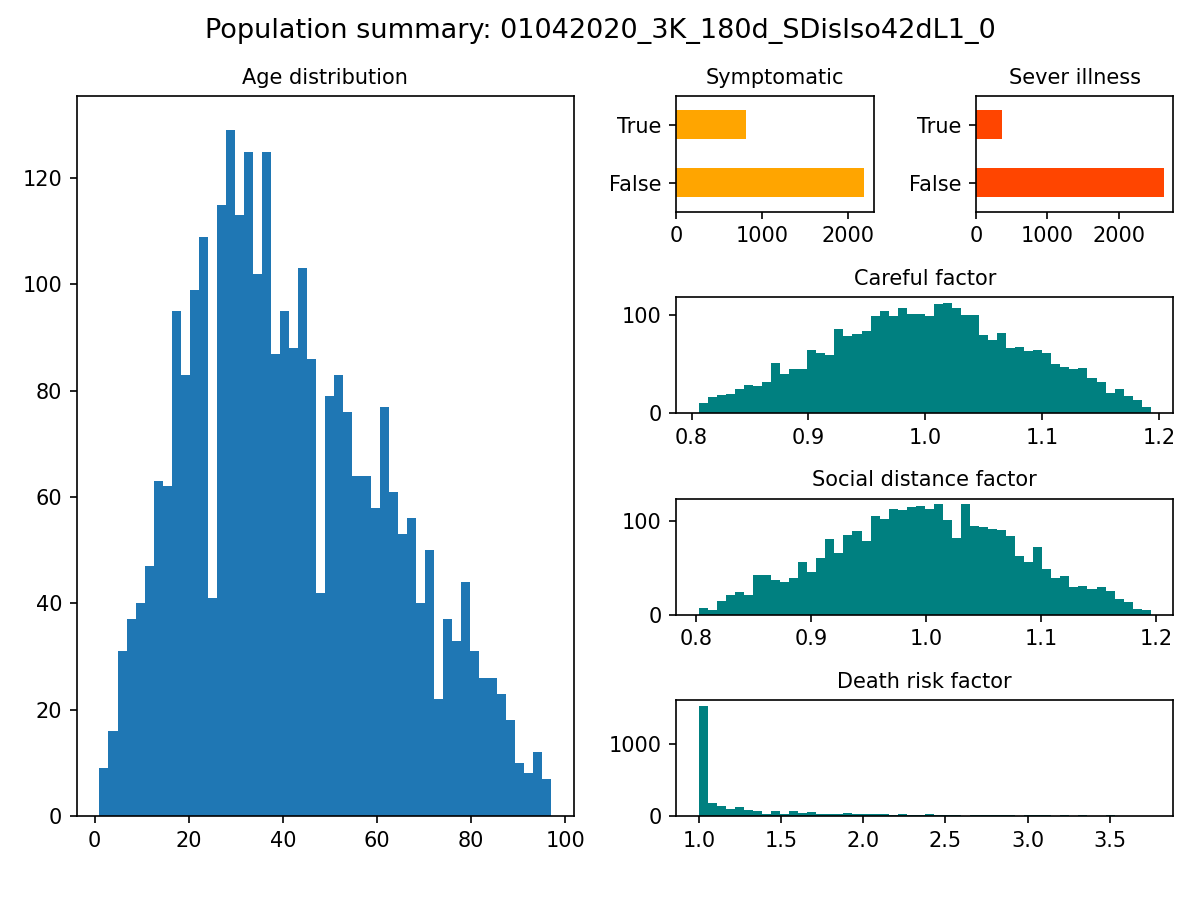 Population summary: 01042020_3K_180d_SDisIso42dL1_0
Age distribution
120
100
80
60
40
20
0
0 20 40 60 80 100
Symptomatic
True
False
0 1000 2000
Sever illness
True
False
0 1000 2000
Careful factor
100
0
0.8 0.9 1.0 1.1 1.2
Social distance factor
100
0
0.8 0.9 1.0 1.1 1.2
Death risk factor
1000
0
1.0 1.5 2.0 2.5 3.0 3.5